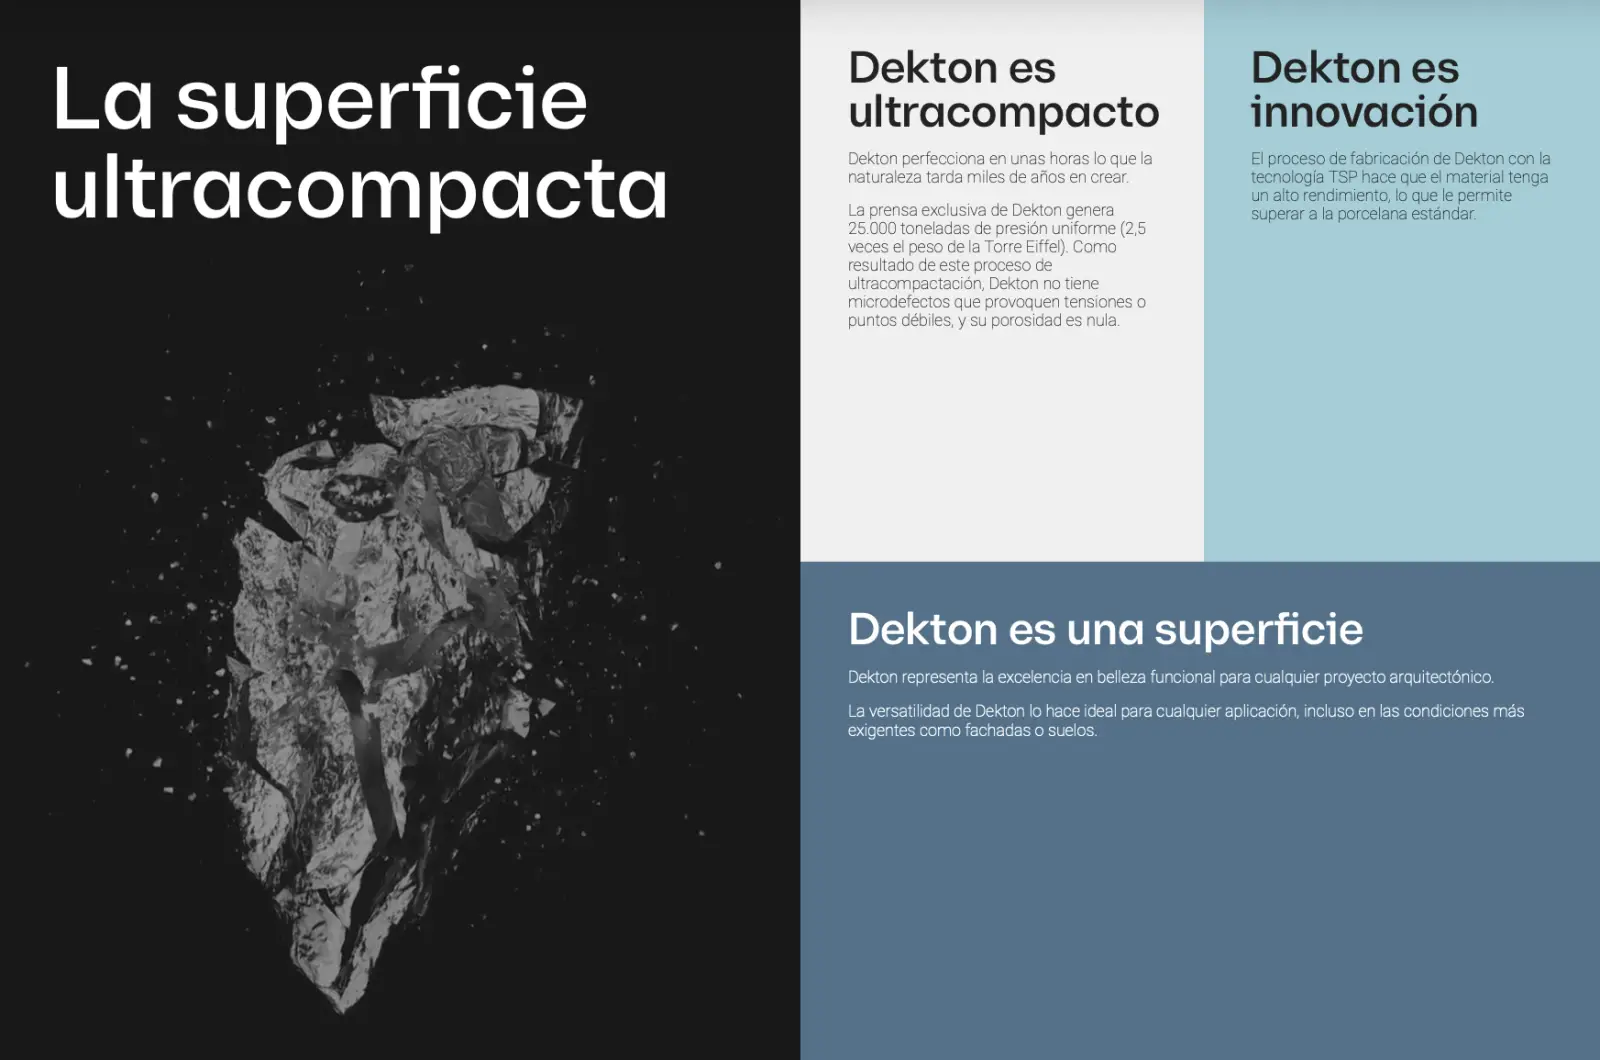 La superficie
ultracompacta
Dekton es
ultracompacto
Dekton perfecciona en unas horas lo que la
naturaleza tarda miles de años en crear.
La prensa exclusiva de Dekton genera
25.000 toneladas de presión uniforme (2,5
veces el peso de la Torre Eiffel). Como
resultado de este proceso de
ultracompactación, Dekton no tiene
microdefectos que provoquen tensiones o
puntos débiles, y su porosidad es nula.
Dekton es
innovación
El proceso de fabricación de Dekton con la
tecnología TSP hace que el material tenga
un alto rendimiento, lo que le permite
superar a la porcelana estándar.
Dekton es una superficie
Dekton representa la excelencia en belleza funcional para cualquier proyecto arquitectónico.
La versatilidad de Dekton lo hace ideal para cualquier aplicación, incluso en las condiciones más
exigentes como fachadas o suelos.